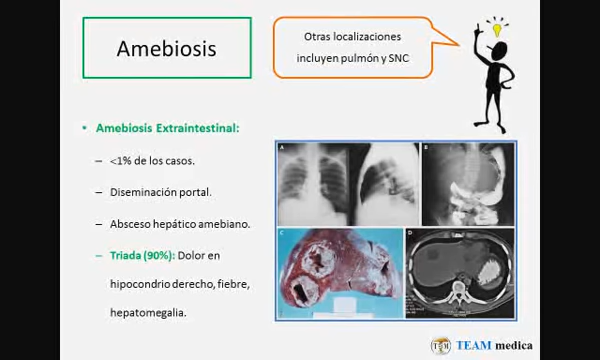 Amebiosis
Otras localizaciones
incluyen pulmón y SNC
• Amebiosis Extraintestinal:
– <1% de los casos.
– Diseminación portal.
– Absceso hepático amebiano.
– Triada (90%): Dolor en
hipocondrio derecho, fiebre,
hepatomegalia.
A
B
C
D
TEAM medica